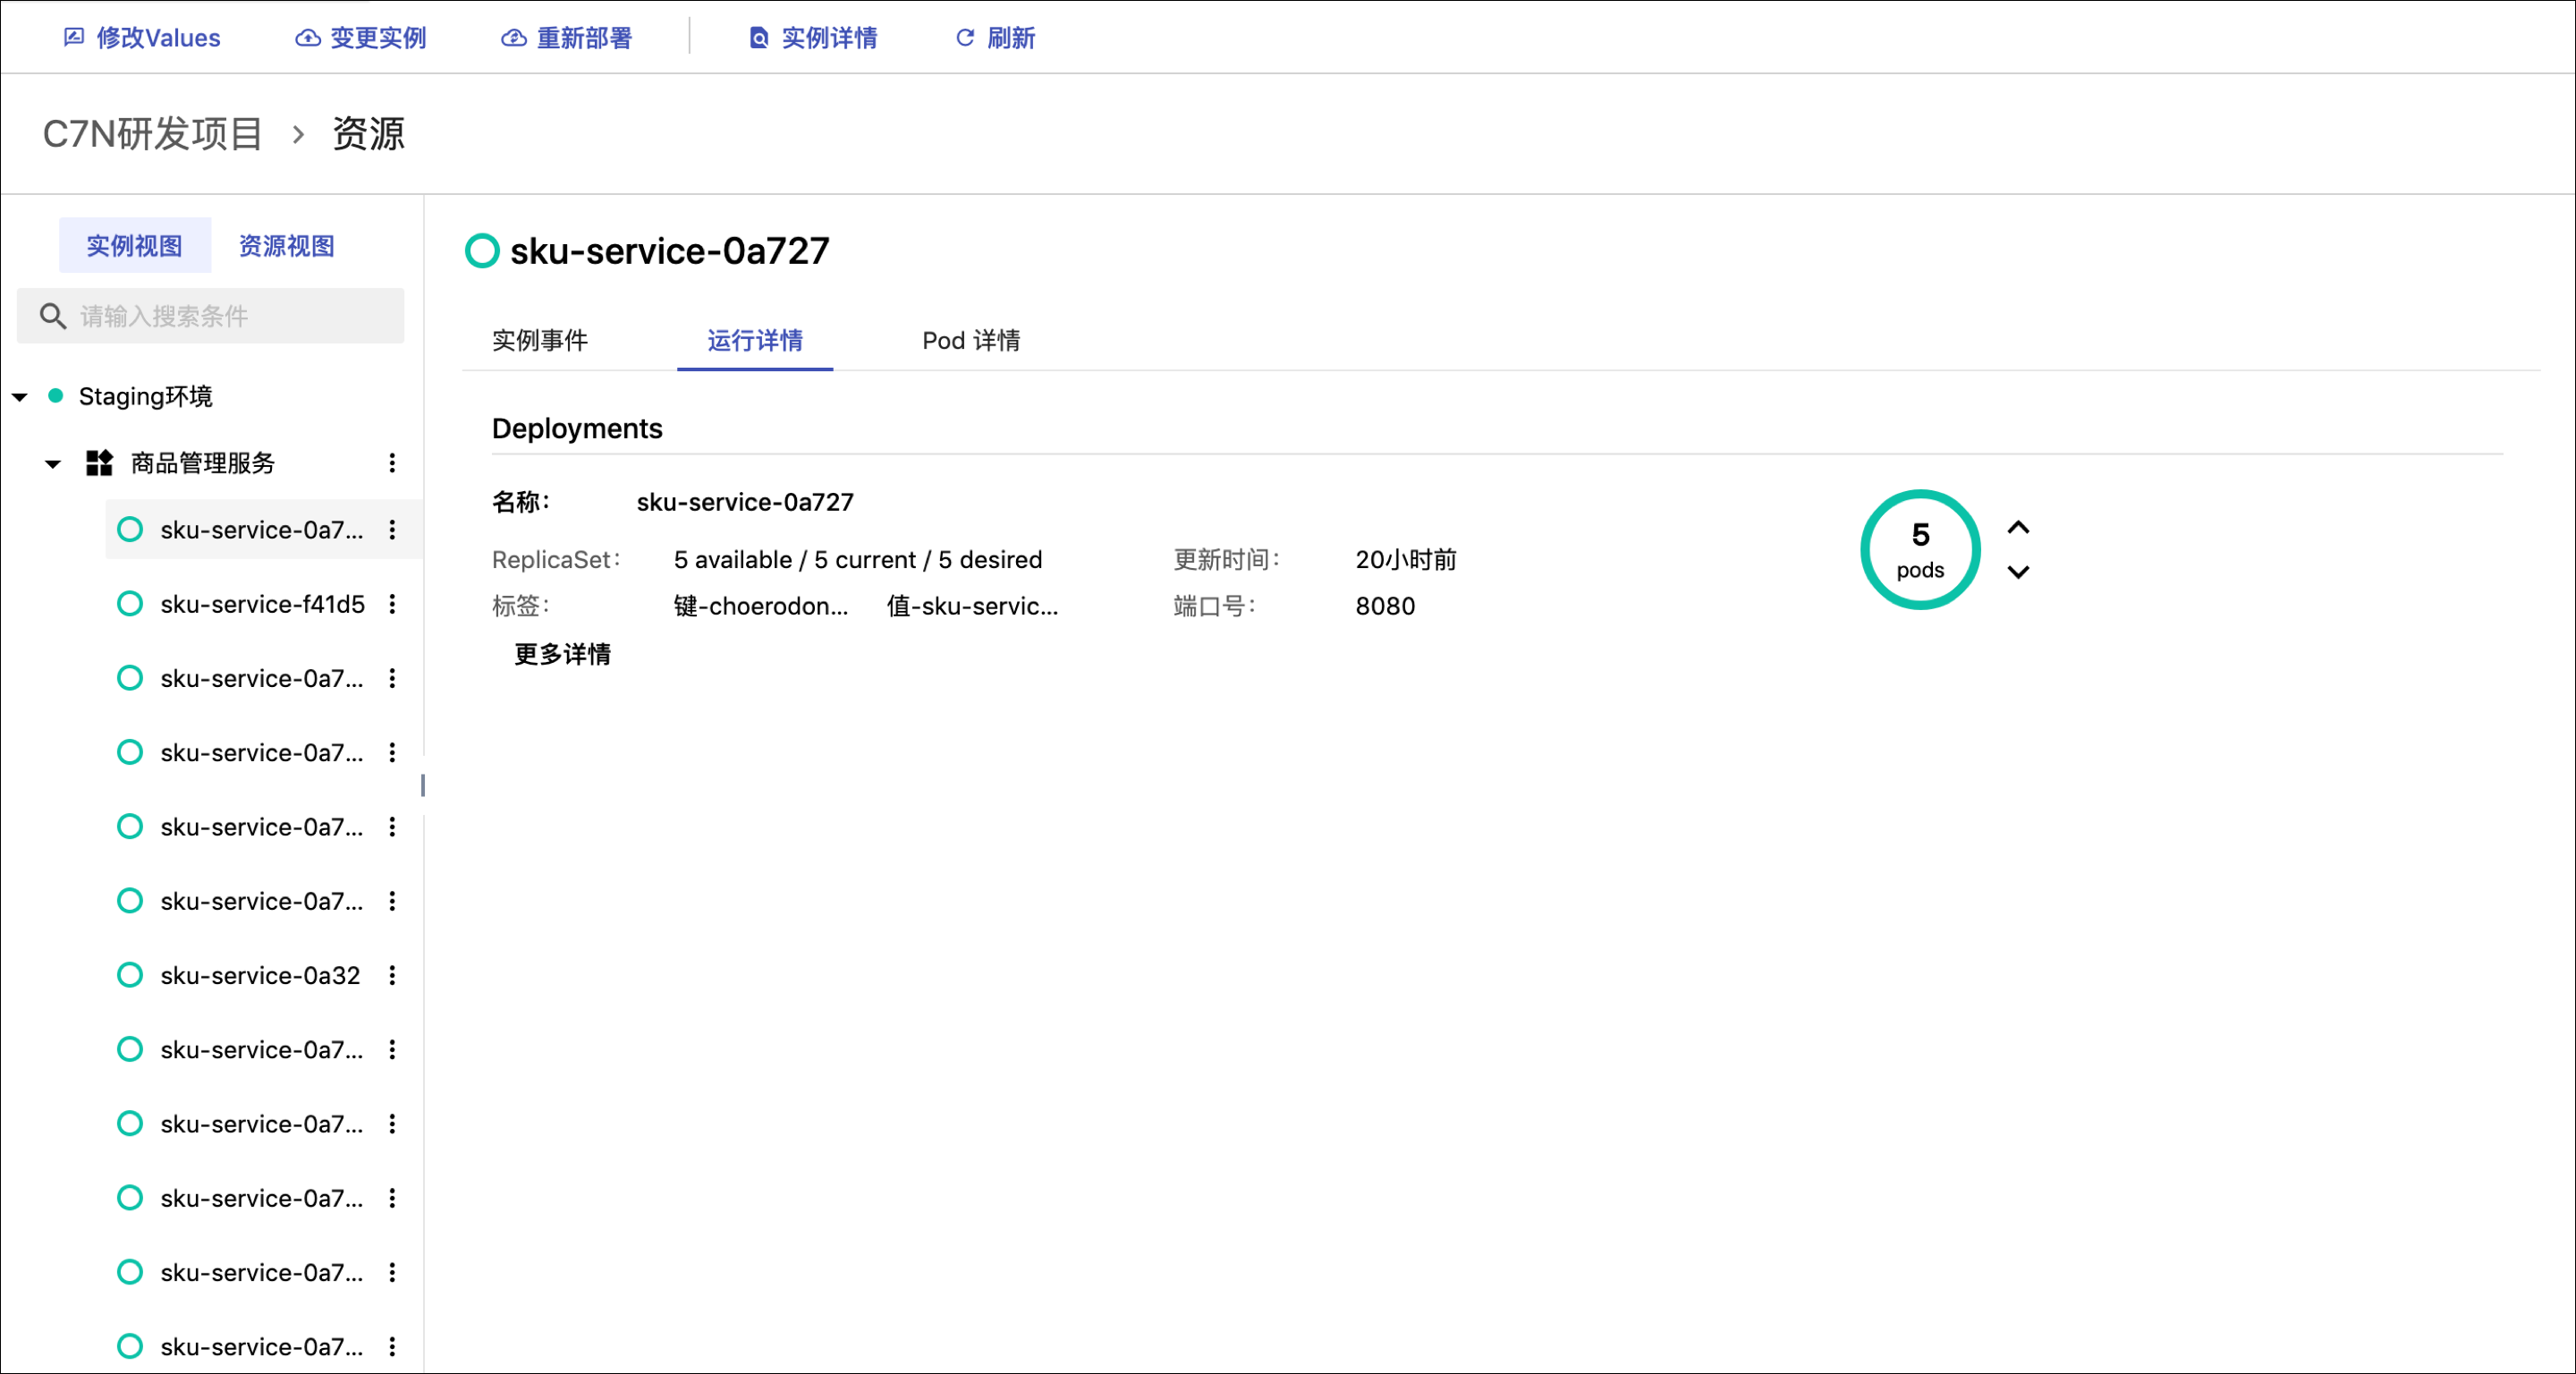 修改Values 变更实例 重新部署 实例详情 刷新
C7N研发项目 › 资源
实例视图 资源视图
请输入搜索条件
Staging环境
商品管理服务
sku-service-0a7...
sku-service-f41d5
sku-service-0a7...
sku-service-0a7...
sku-service-0a7...
sku-service-0a7...
sku-service-0a32
sku-service-0a7...
sku-service-0a7...
sku-service-0a7...
sku-service-0a7...
sku-service-0a7...
sku-service-0a727
实例事件 运行详情 Pod 详情
Deployments
名称： sku-service-0a727
ReplicaSet： 5 available / 5 current / 5 desired 更新时间： 20小时前
标签： 键-choerodon... 值-sku-servic... 端口号： 8080
更多详情
5
pods